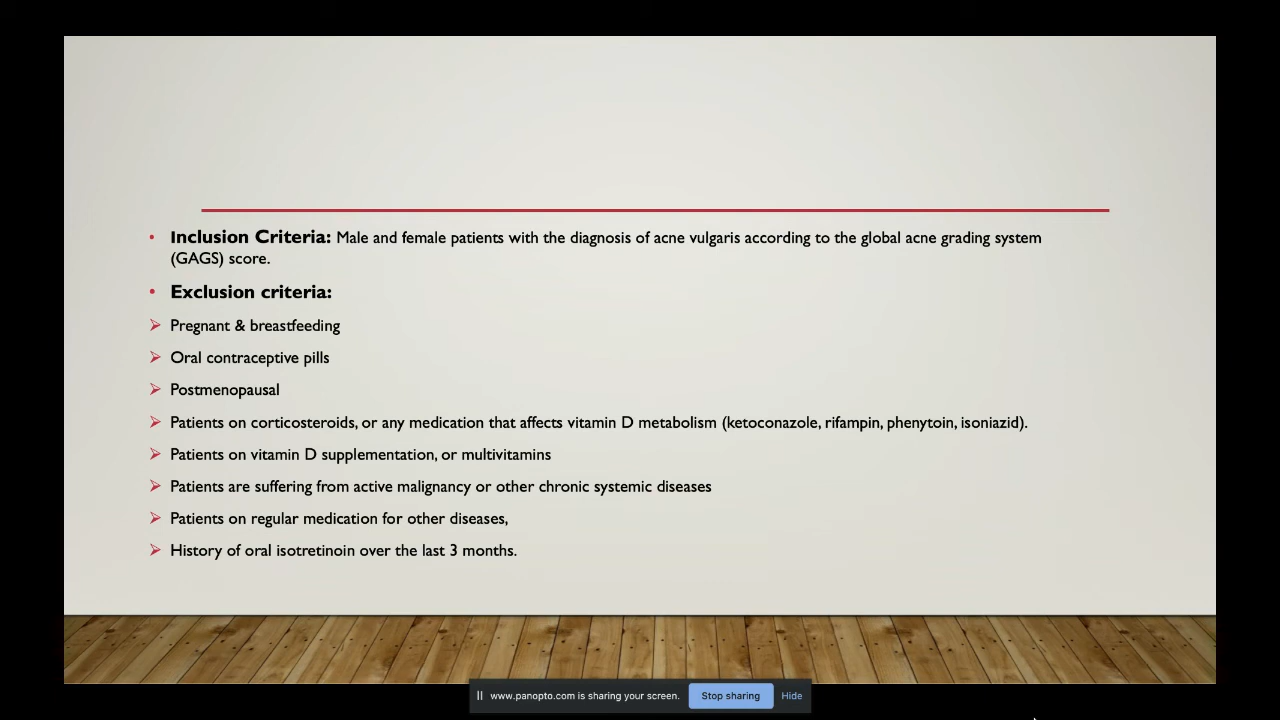 • Inclusion Criteria: Male and female patients with the diagnosis of acne vulgaris according to the global acne grading system
(GAGS) score.
• Exclusion criteria:
➢ Pregnant & breastfeeding
➢ Oral contraceptive pills
➢ Postmenopausal
➢ Patients on corticosteroids, or any medication that affects vitamin D metabolism (ketoconazole, rifampin, phenytoin, isoniazid).
➢ Patients on vitamin D supplementation, or multivitamins
➢ Patients are suffering from active malignancy or other chronic systemic diseases
➢ Patients on regular medication for other diseases,
➢ History of oral isotretinoin over the last 3 months.
www.panopto.com is sharing your screen. Stop sharing Hide